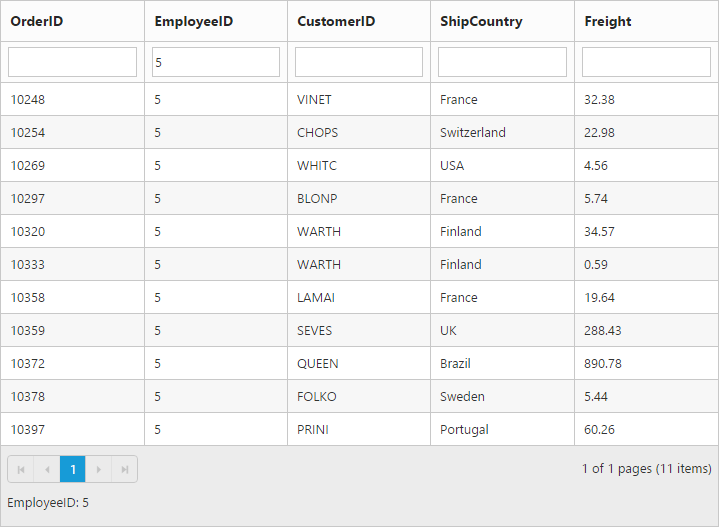 OrderID EmployeeID CustomerID ShipCountry Freight
5
10248 5 VINET France 32.38
10254 5 CHOPS Switzerland 22.98
10269 5 WHITC USA 4.56
10297 5 BLONP France 5.74
10320 5 WARTH Finland 34.57
10333 5 WARTH Finland 0.59
10358 5 LAMAI France 19.64
10359 5 SEVES UK 288.43
10372 5 QUEEN Brazil 890.78
10378 5 FOLKO Sweden 5.44
10397 5 PRINI Portugal 60.26
1 1 of 1 pages (11 items)
EmployeeID: 5